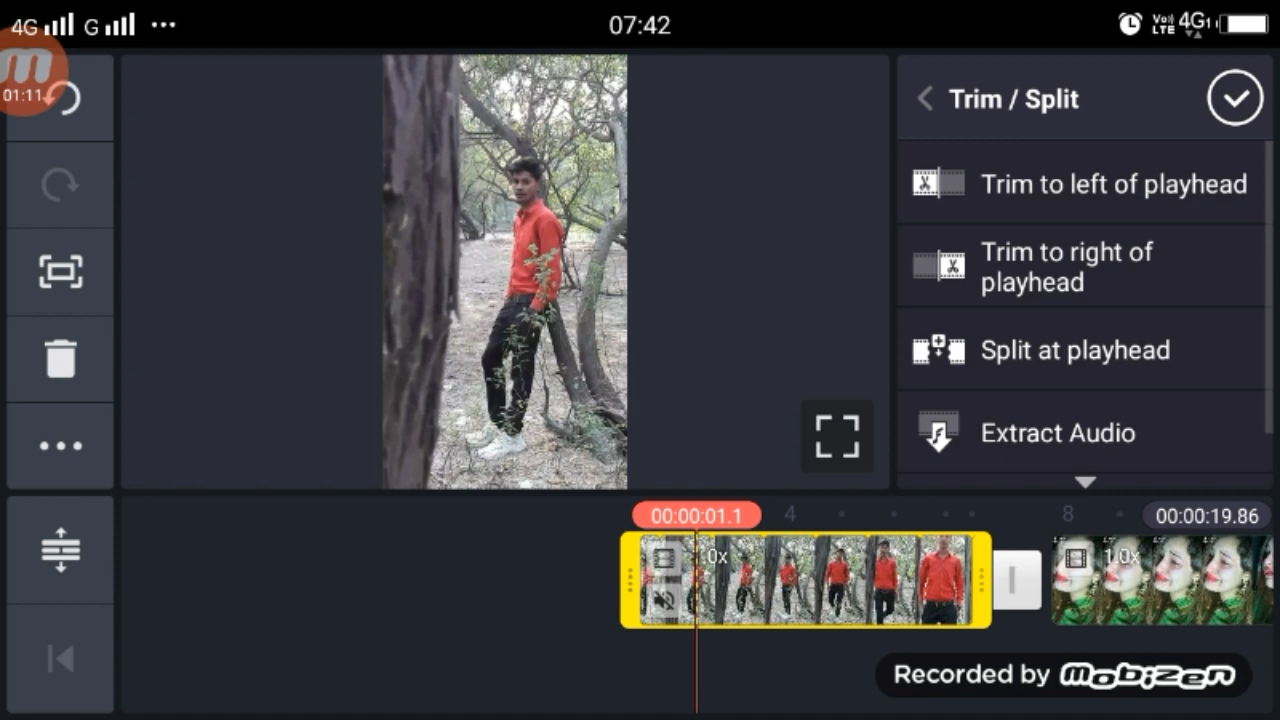 4G G ... 07:42 VoLTE 4G1
m
01:11
Trim / Split
Trim to left of playhead
Trim to right of
playhead
Split at playhead
Extract Audio
00:00:01.1 4 8 00:00:19.86
.0x 1.0x
Recorded by mobizen